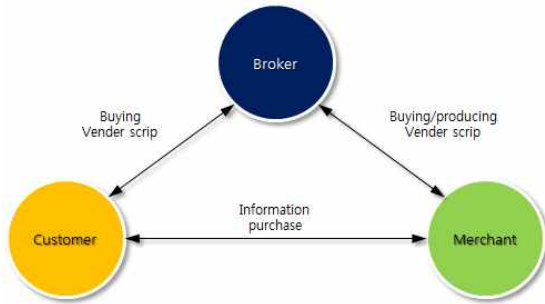 Broker
Buying
Vender scrip
Buying/producing
Vender scrip
Information
purchase
Customer
Merchant